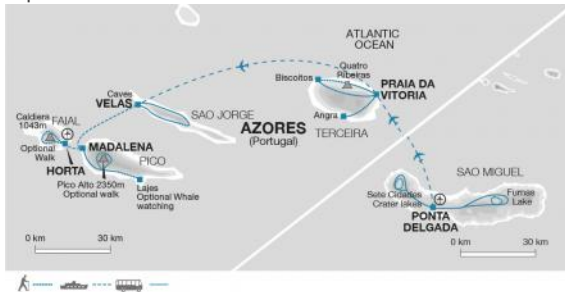 ATLANTIC
OCEAN
Quatro
Ribeiras
Biscoitos
PRAIA DA
VITORIA
Caves
VELAS
SAO JORGE
Angra
TERCEIRA
AZORES
(Portugal)
Caldiera
1043m
FAIAL
Optional
Walk
HORTA
MADALENA
PICO
Pico Alto 2350m
Optional walk
Lajes
Optional Whale
watching
SAO MIGUEL
Sete Cidades
Crater lakes
Furnas
Lake
PONTA
DELGADA
0 km 30 km
0 km 30 km